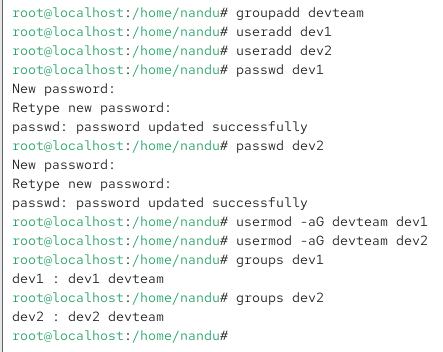 root@localhost:/home/nandu# groupadd devteam
root@localhost:/home/nandu# useradd dev1
root@localhost:/home/nandu# useradd dev2
root@localhost:/home/nandu# passwd dev1
New password:
Retype new password:
passwd: password updated successfully
root@localhost:/home/nandu# passwd dev2
New password:
Retype new password:
passwd: password updated successfully
root@localhost:/home/nandu# usermod -aG devteam dev1
root@localhost:/home/nandu# usermod -aG devteam dev2
root@localhost:/home/nandu# groups dev1
dev1 : dev1 devteam
root@localhost:/home/nandu# groups dev2
dev2 : dev2 devteam
root@localhost:/home/nandu#